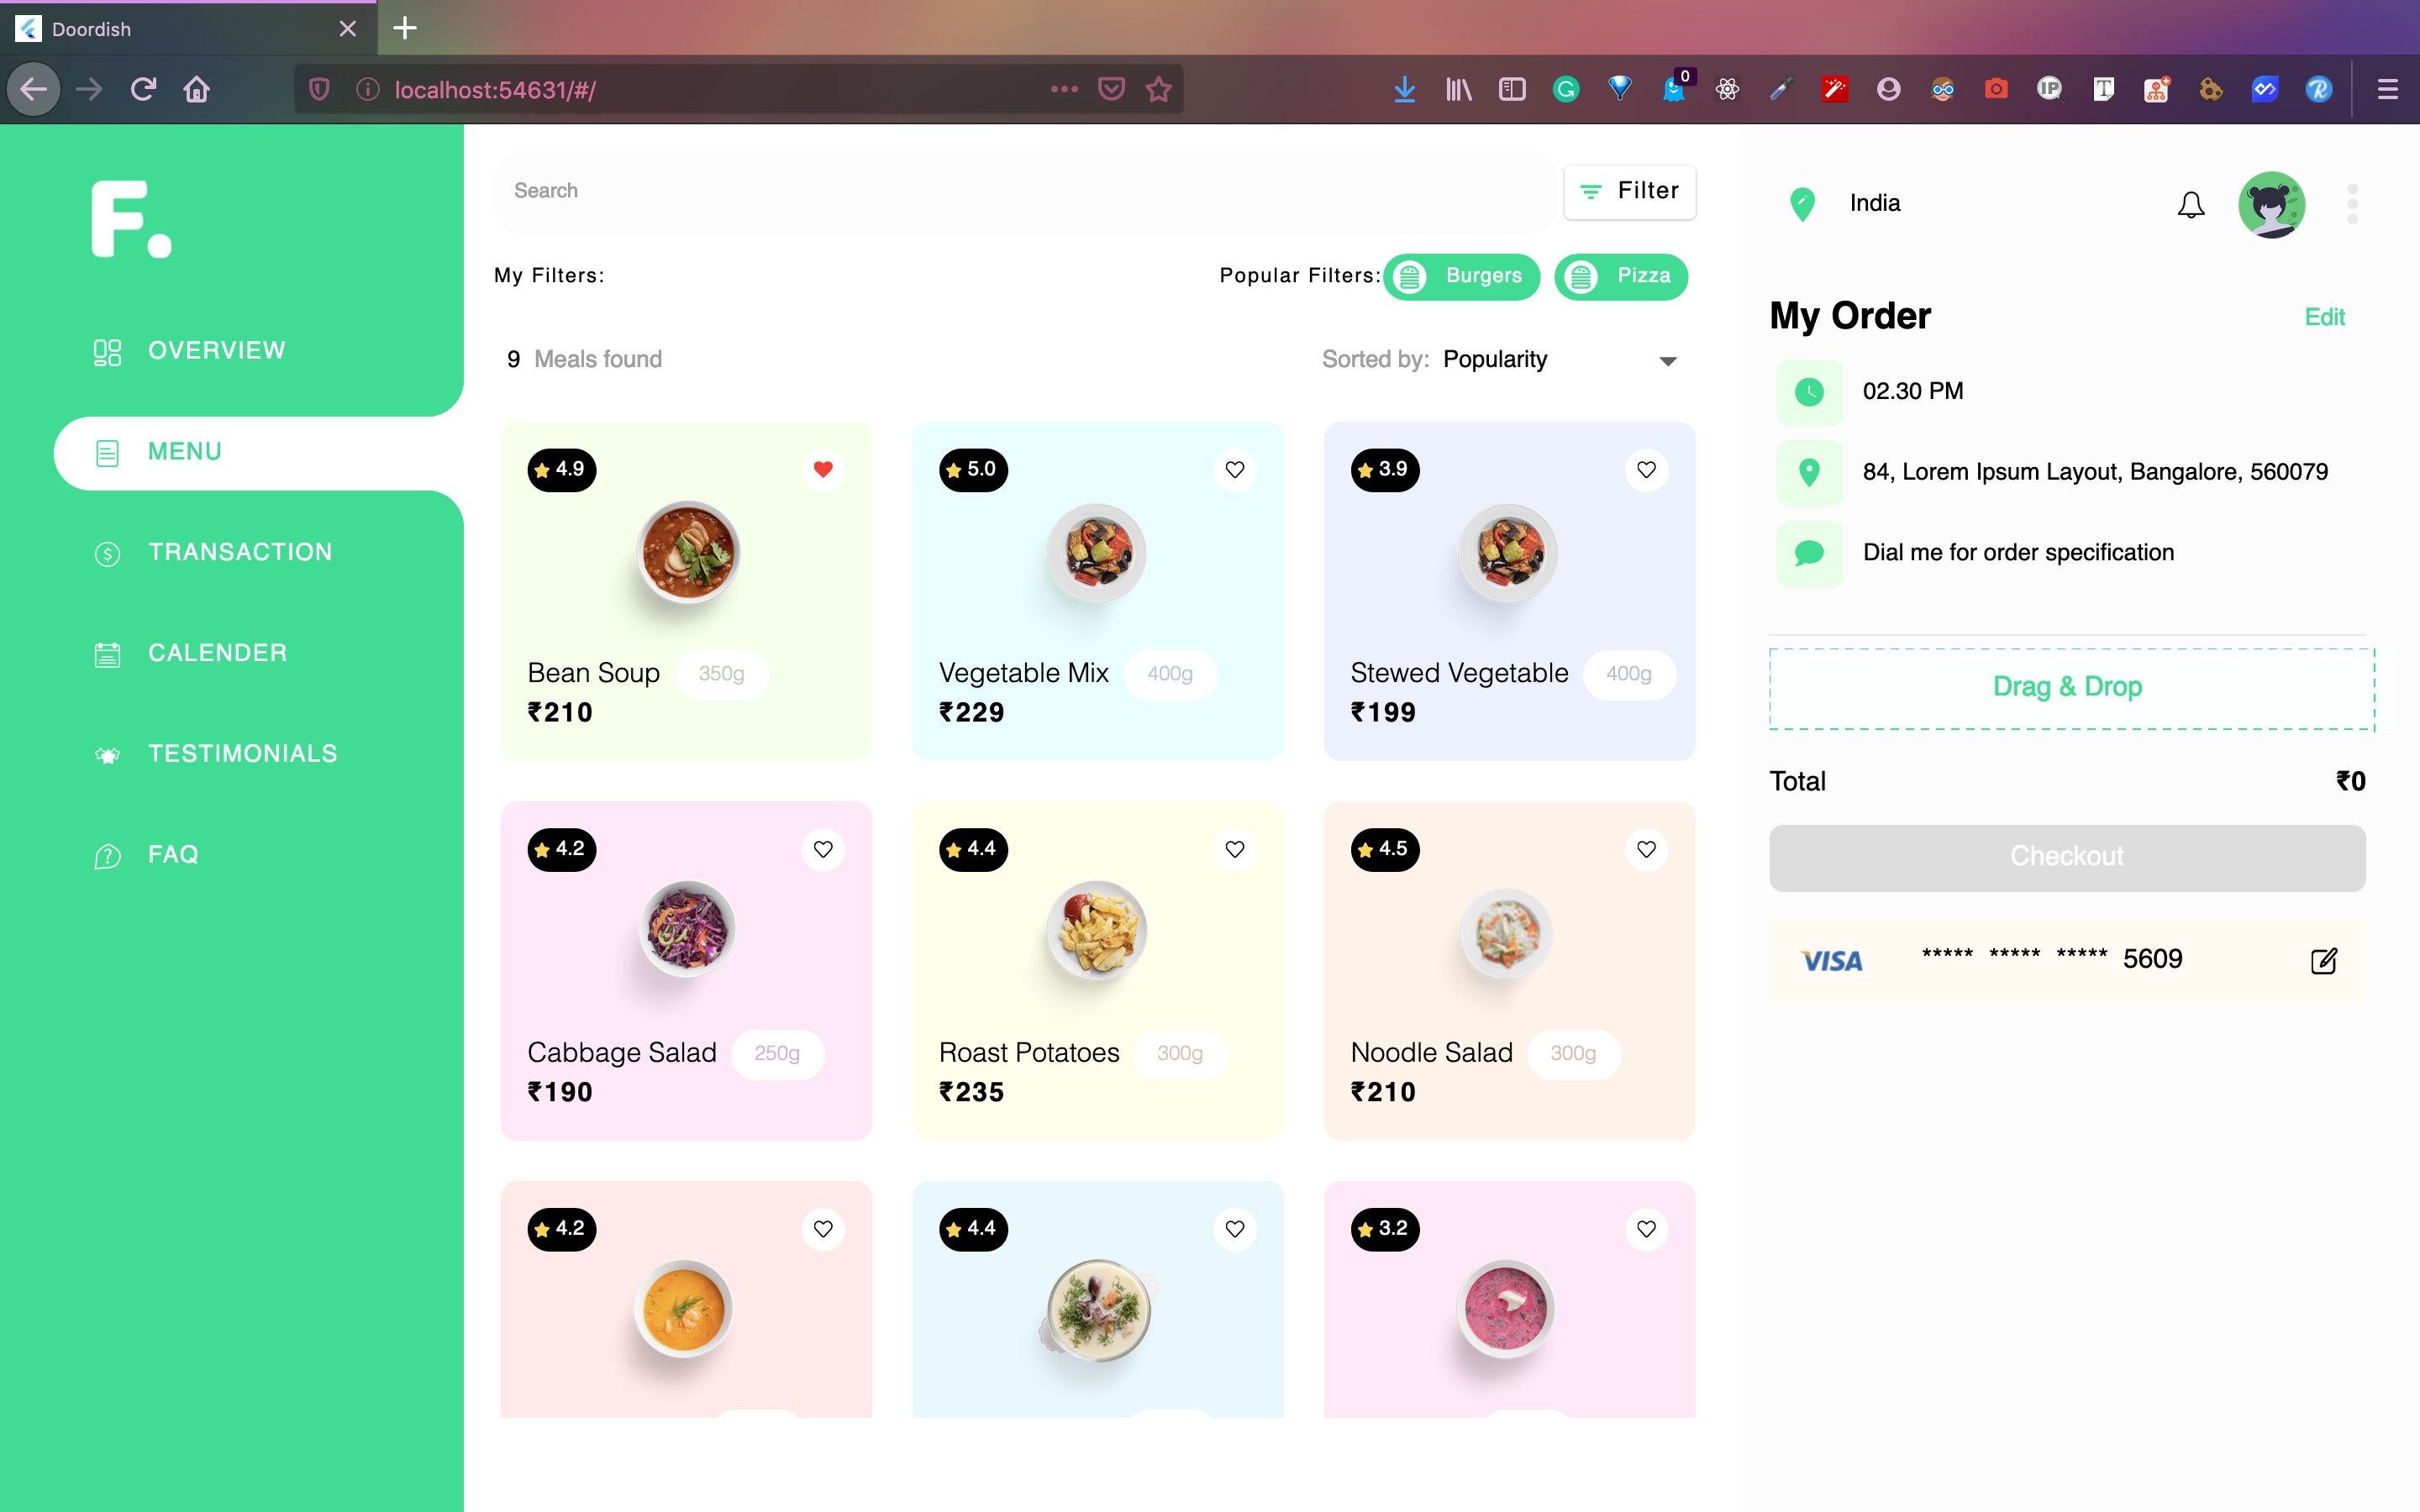 Doordish
localhost:54631/#/
0
F.
OVERVIEW
MENU
TRANSACTION
CALENDER
TESTIMONIALS
FAQ
Search
Filter
My Filters:
Popular Filters:
Burgers
Pizza
9 Meals found
Sorted by: Popularity
4.9
Bean Soup 350g
₹210
5.0
Vegetable Mix 400g
₹229
3.9
Stewed Vegetable 400g
₹199
4.2
Cabbage Salad 250g
₹190
4.4
Roast Potatoes 300g
₹235
4.5
Noodle Salad 300g
₹210
4.2
4.4
3.2
India
My Order
Edit
02.30 PM
84, Lorem Ipsum Layout, Bangalore, 560079
Dial me for order specification
Drag & Drop
Total ₹0
Checkout
VISA ***** ***** ***** 5609